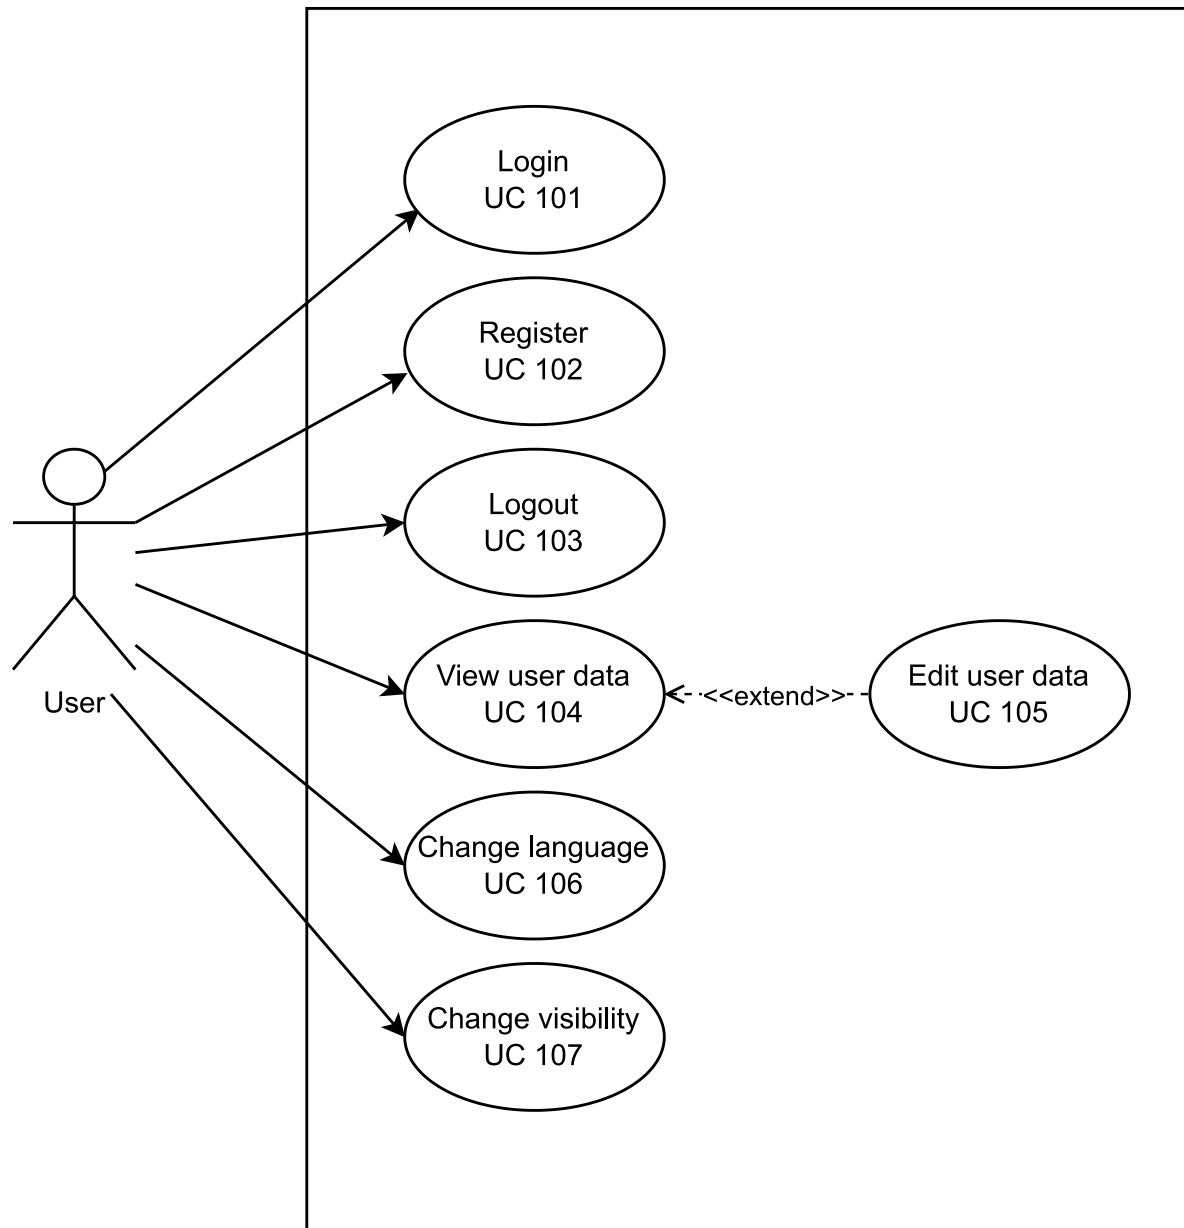 Login
UC 101
Register
UC 102
Logout
UC 103
View user data
UC 104
<<extend>>
Edit user data
UC 105
User
Change language
UC 106
Change visibility
UC 107